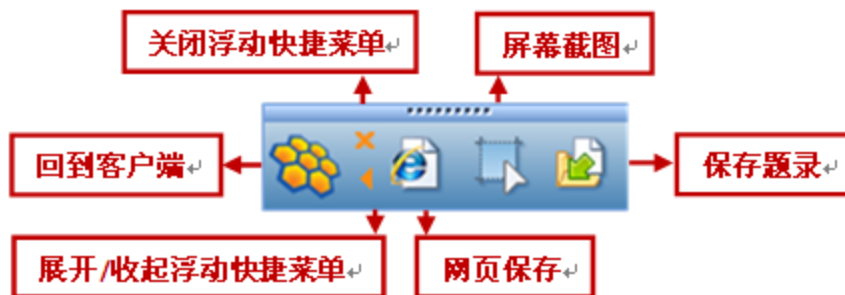 关闭浮动快捷菜单
屏幕截图
回到客户端
保存题录
展开/收起浮动快捷菜单
网页保存